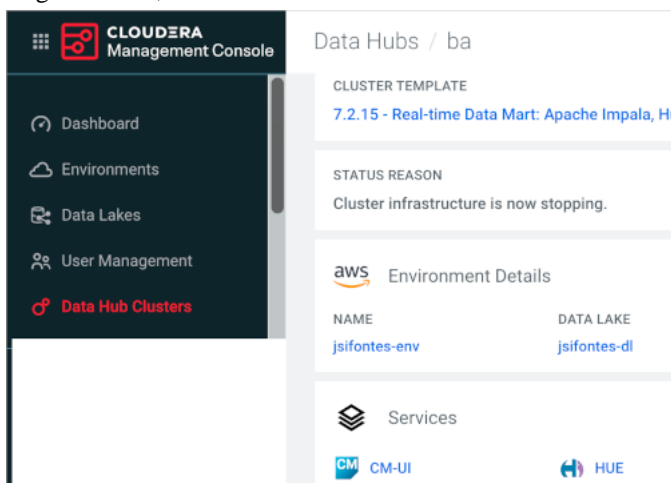 CLOUDERA
Management Console
Dashboard
Environments
Data Lakes
User Management
Data Hub Clusters
Data Hubs / ba
CLUSTER TEMPLATE
7.2.15 - Real-time Data Mart: Apache Impala,
STATUS REASON
Cluster infrastructure is now stopping.
aws Environment Details
NAME DATA LAKE
jsifontes-env jsifontes-dl
Services
CM CM-UI HUE